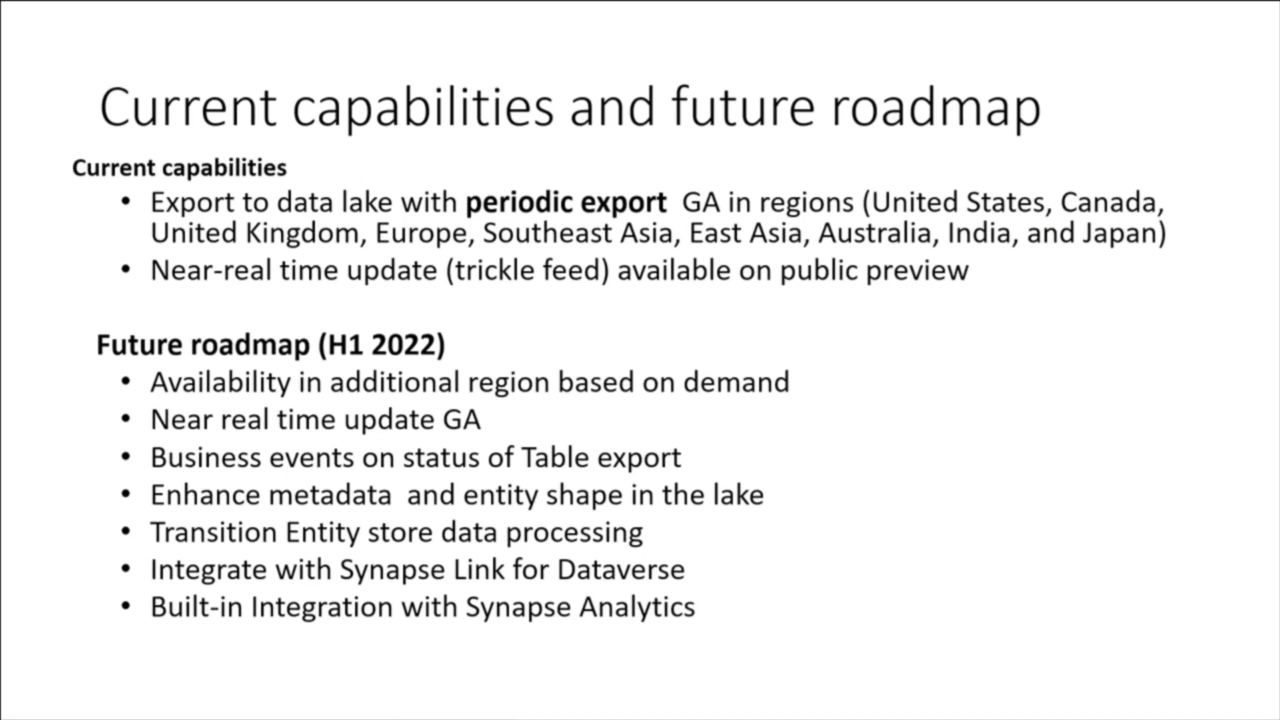 Current capabilities and future roadmap
Current capabilities
• Export to data lake with periodic export  GA in regions (United States, Canada,
United Kingdom, Europe, Southeast Asia, East Asia, Australia, India, and Japan)
• Near-real time update (trickle feed) available on public preview
Future roadmap (H1 2022)
• Availability in additional region based on demand
• Near real time update GA
• Business events on status of Table export
• Enhance metadata  and entity shape in the lake
• Transition Entity store data processing
• Integrate with Synapse Link for Dataverse
• Built-in Integration with Synapse Analytics